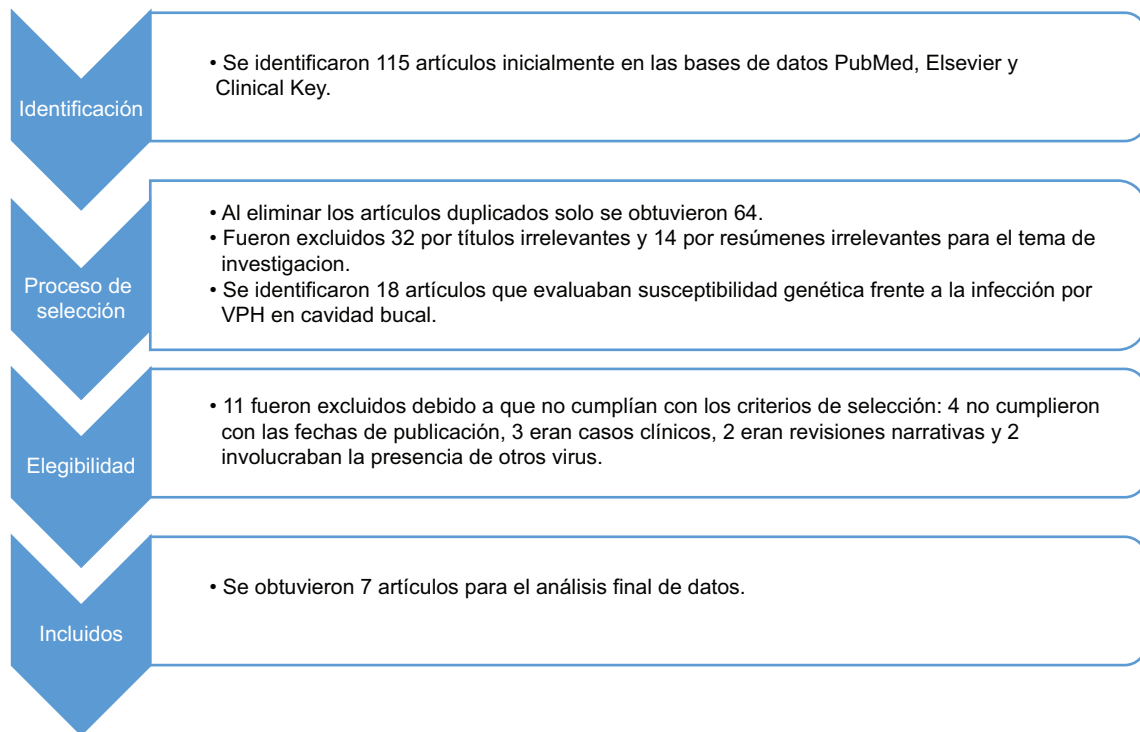 Identificación
• Se identificaron 115 artículos inicialmente en las bases de datos PubMed, Elsevier y
Clinical Key.
Proceso de
selección
• Al eliminar los artículos duplicados solo se obtuvieron 64.
• Fueron excluidos 32 por títulos irrelevantes y 14 por resúmenes irrelevantes para el tema de
investigacion.
• Se identificaron 18 artículos que evaluaban susceptibilidad genética frente a la infección por
VPH en cavidad bucal.
Elegibilidad
• 11 fueron excluidos debido a que no cumplían con los criterios de selección: 4 no cumplieron
con las fechas de publicación, 3 eran casos clínicos, 2 eran revisiones narrativas y 2
involucraban la presencia de otros virus.
Incluidos
• Se obtuvieron 7 artículos para el análisis final de datos.